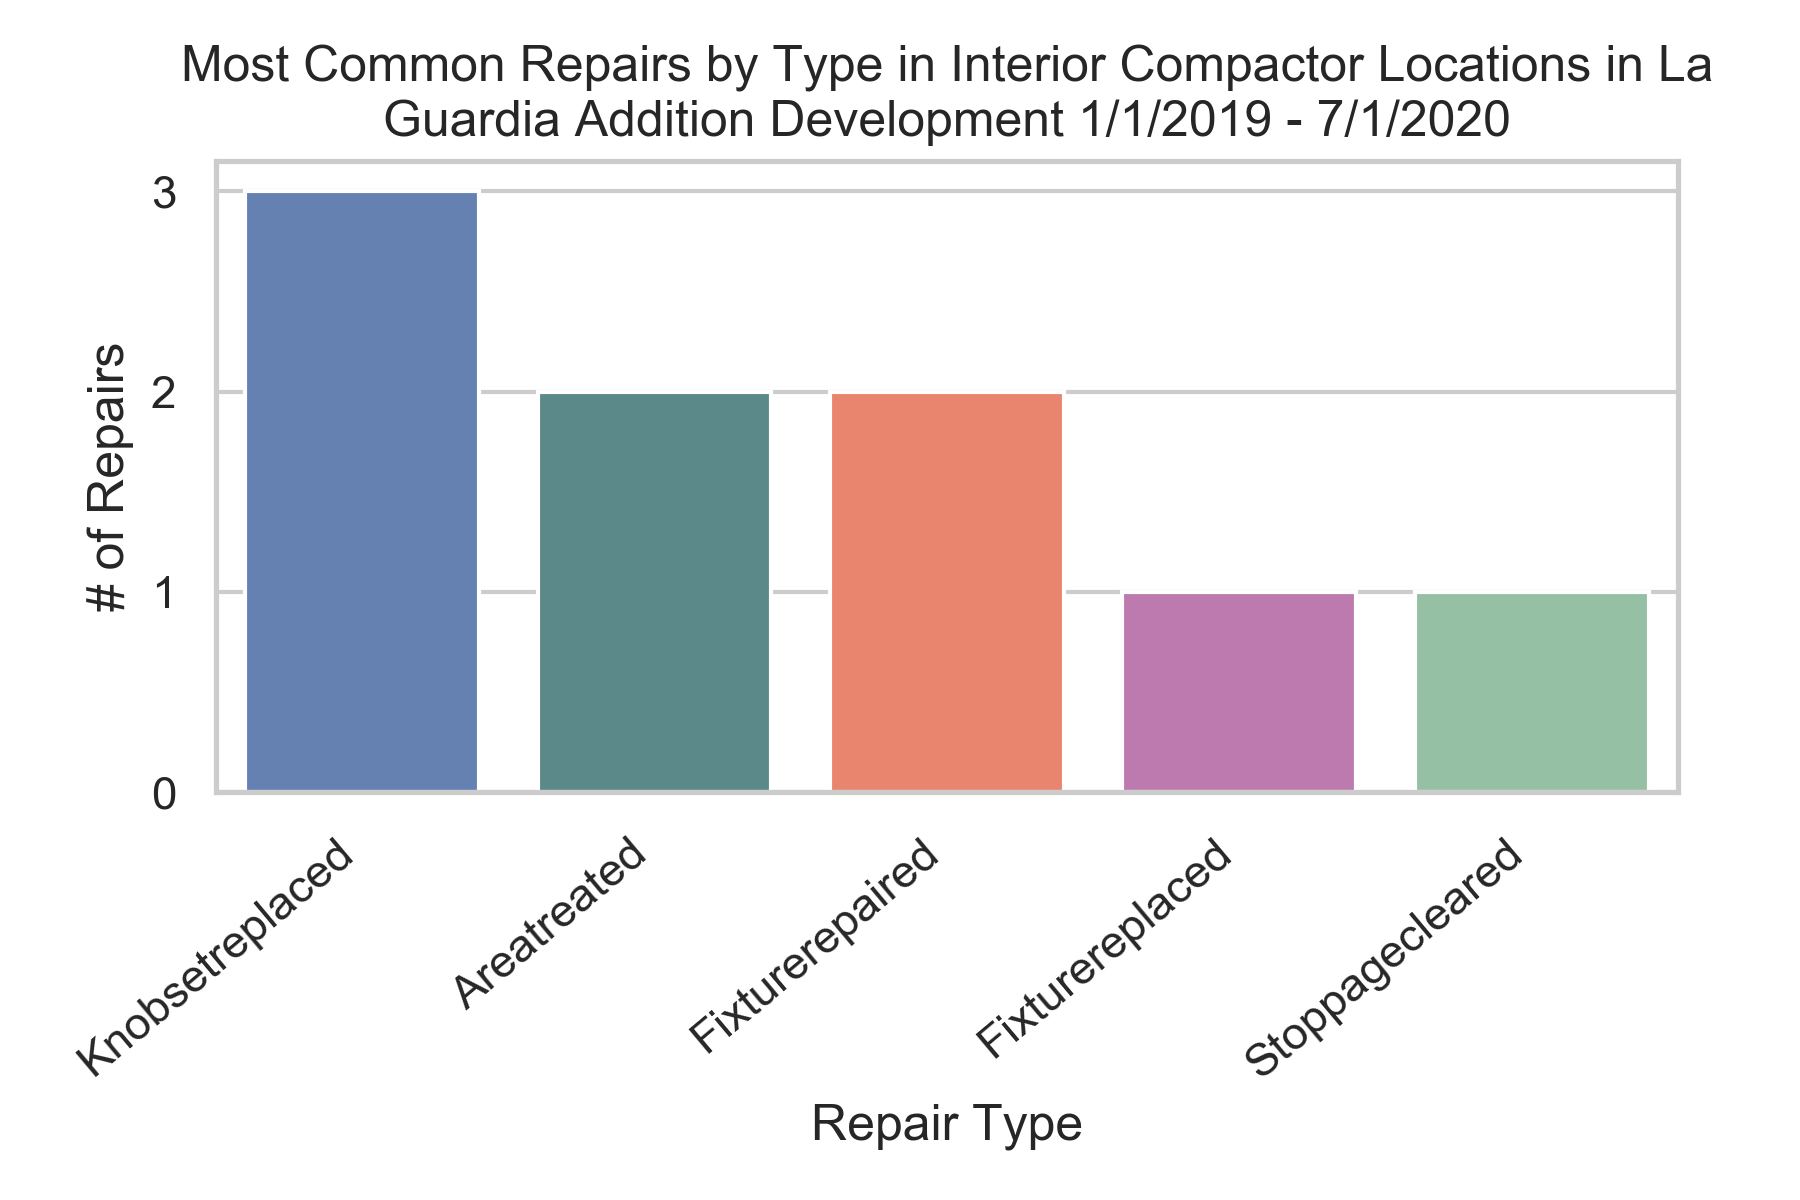 Most Common Repairs by Type in Interior Compactor Locations in La
Guardia Addition Development 1/1/2019 - 7/1/2020
# of Repairs
3
2
1
0
Knobsetreplaced
Areatreated
Fixturerepaired
Fixturereplaced
Stoppagecleared
Repair Type